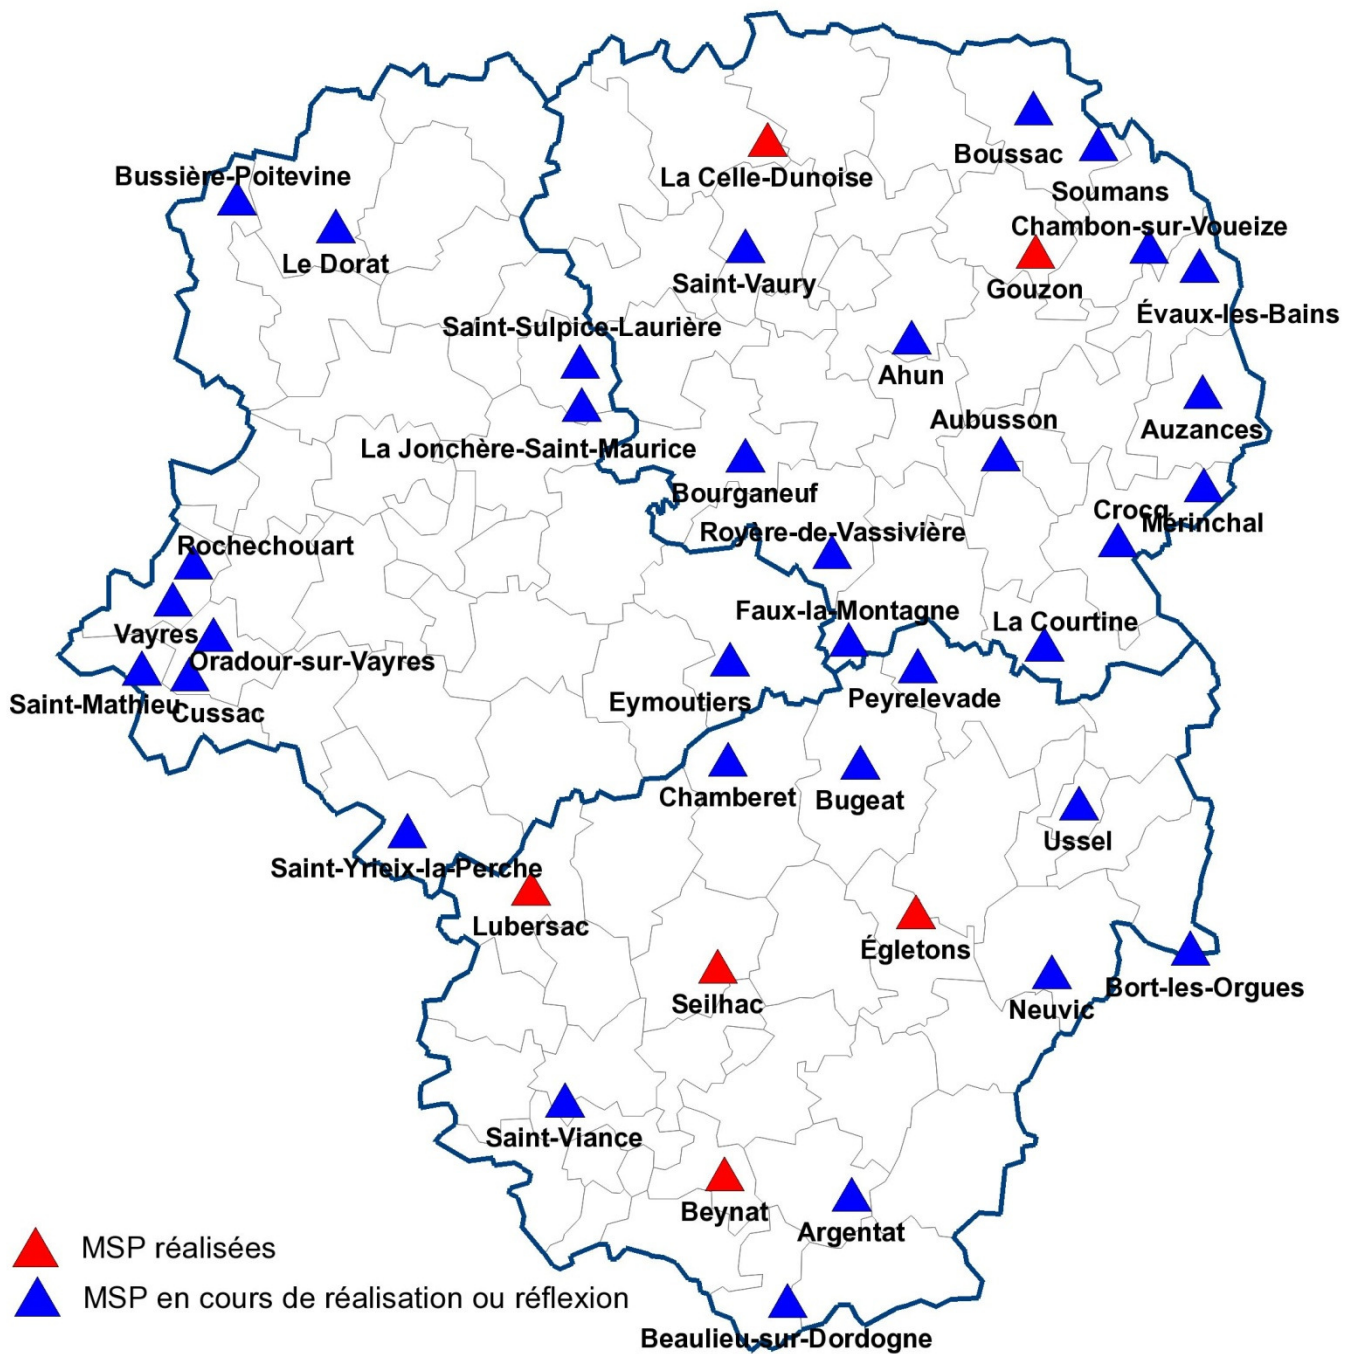 Boussac
La Celle-Dunoise
Bussière-Poitevine
Soumans
Chambon-sur-Voueize
Le Dorat
Saint-Vaury
Gouzon
Évaux-les-Bains
Saint-Sulpice-Laurière
Ahun
Aubusson
Auzances
La Jonchère-Saint-Maurice
Bourganeuf
Crocq
Mérinchal
Royère-de-Vassivière
Rochechouart
Faux-la-Montagne
La Courtine
Vayres
Oradour-sur-Vayres
Saint-Mathieu
Cussac
Eymoutiers
Peyrelevade
Chamberet
Bugeat
Ussel
Saint-Yrieix-la-Perche
Lubersac
Égletons
Bort-les-Orgues
Seilhac
Neuvic
Saint-Viance
Beynat
Argentat
MSP réalisées
MSP en cours de réalisation ou réflexion
Beaulieu-sur-Dordogne